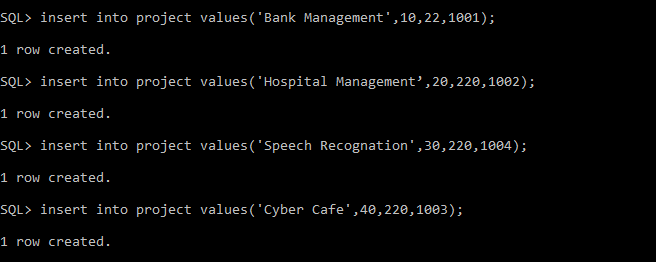 SQL> insert into project values('Bank Management',10,22,1001);
1 row created.
SQL> insert into project values('Hospital Management’,20,220,1002);
1 row created.
SQL> insert into project values('Speech Recognation',30,220,1004);
1 row created.
SQL> insert into project values('Cyber Cafe',40,220,1003);
1 row created.